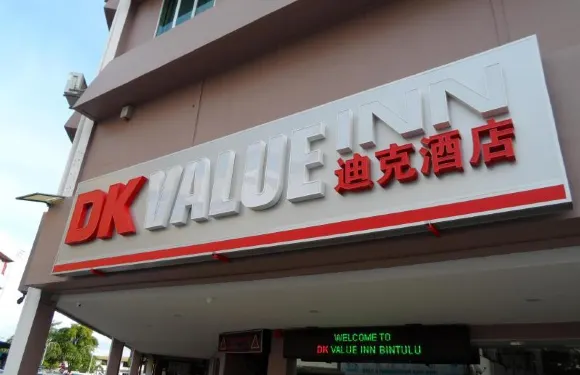 DK VALUE INN
迪克酒店
WELCOME TO
DK VALUE INN BINTULU